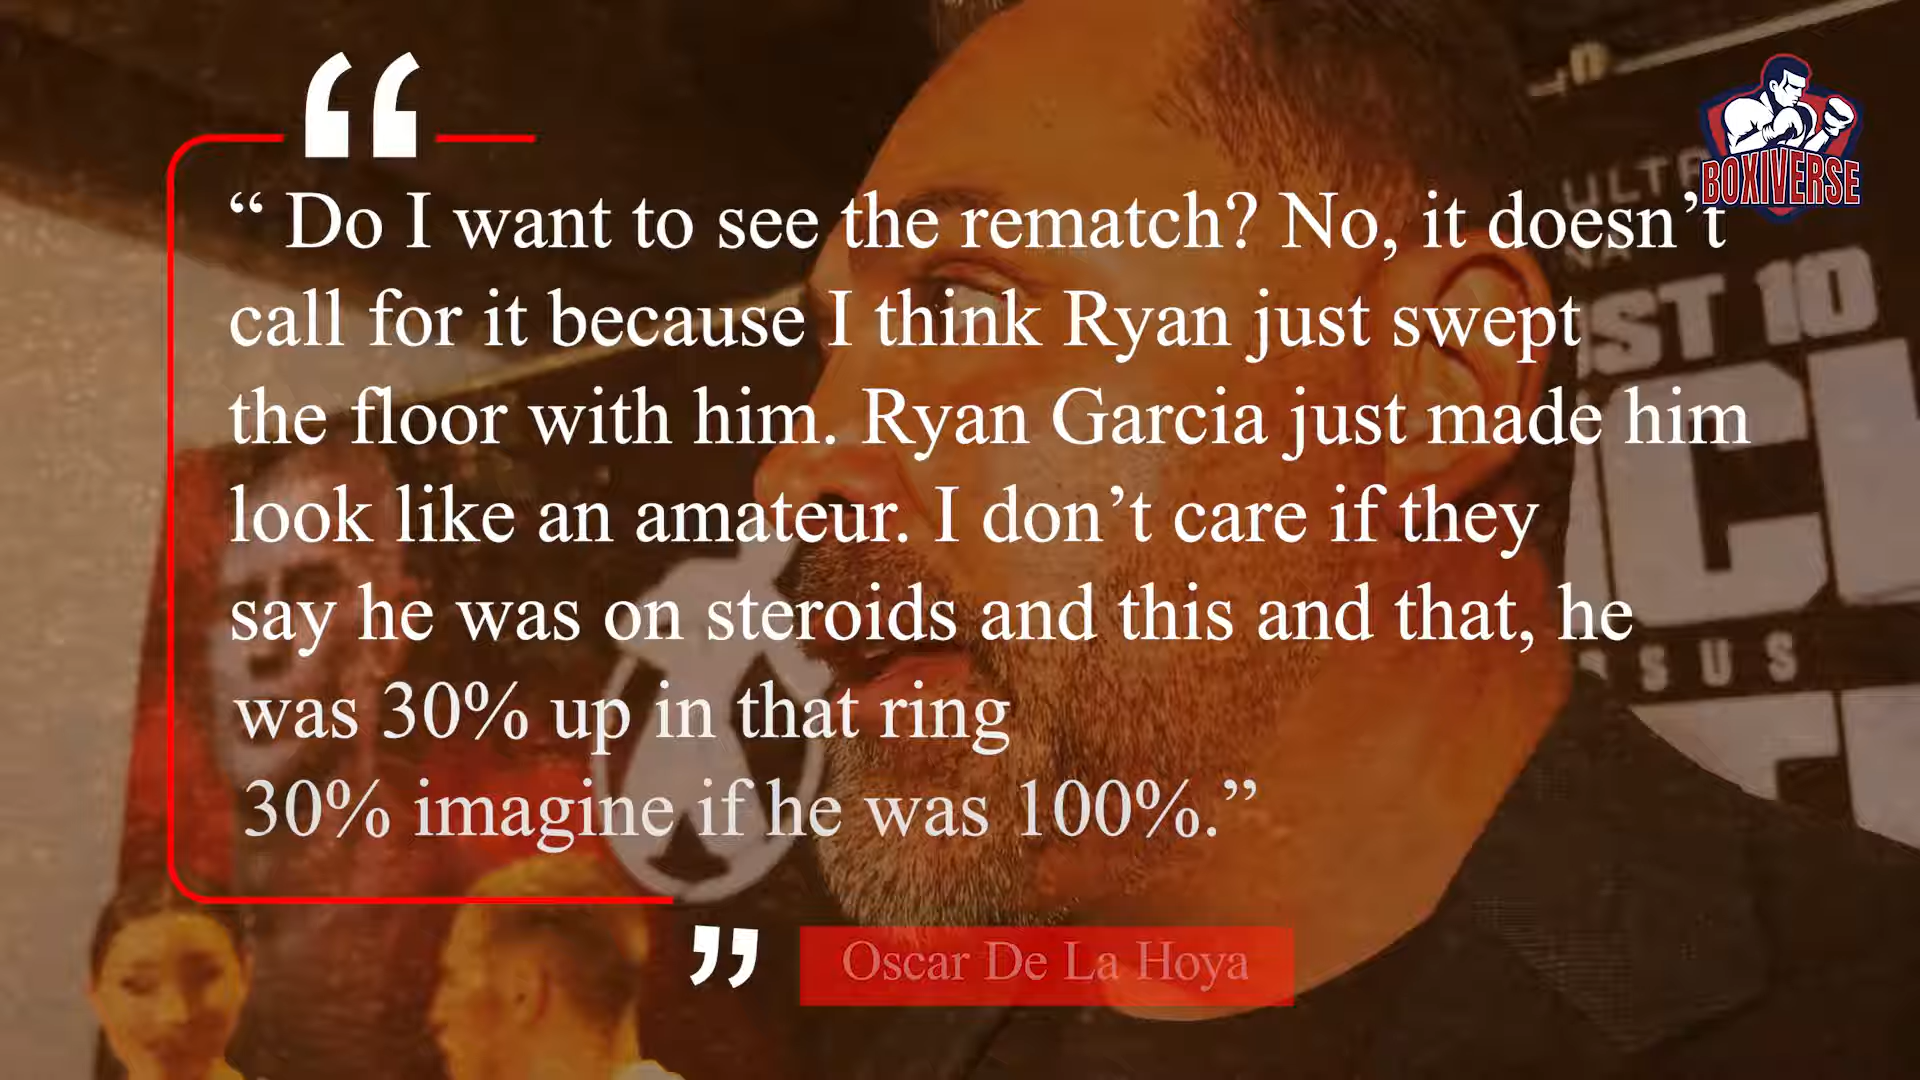 BOXIVERSE
“ Do I want to see the rematch? No, it doesn’t
call for it because I think Ryan just swept
the floor with him. Ryan Garcia just made him
look like an amateur. I don’t care if they
say he was on steroids and this and that, he
was 30% up in that ring
30% imagine if he was 100%.”
Oscar De La Hoya